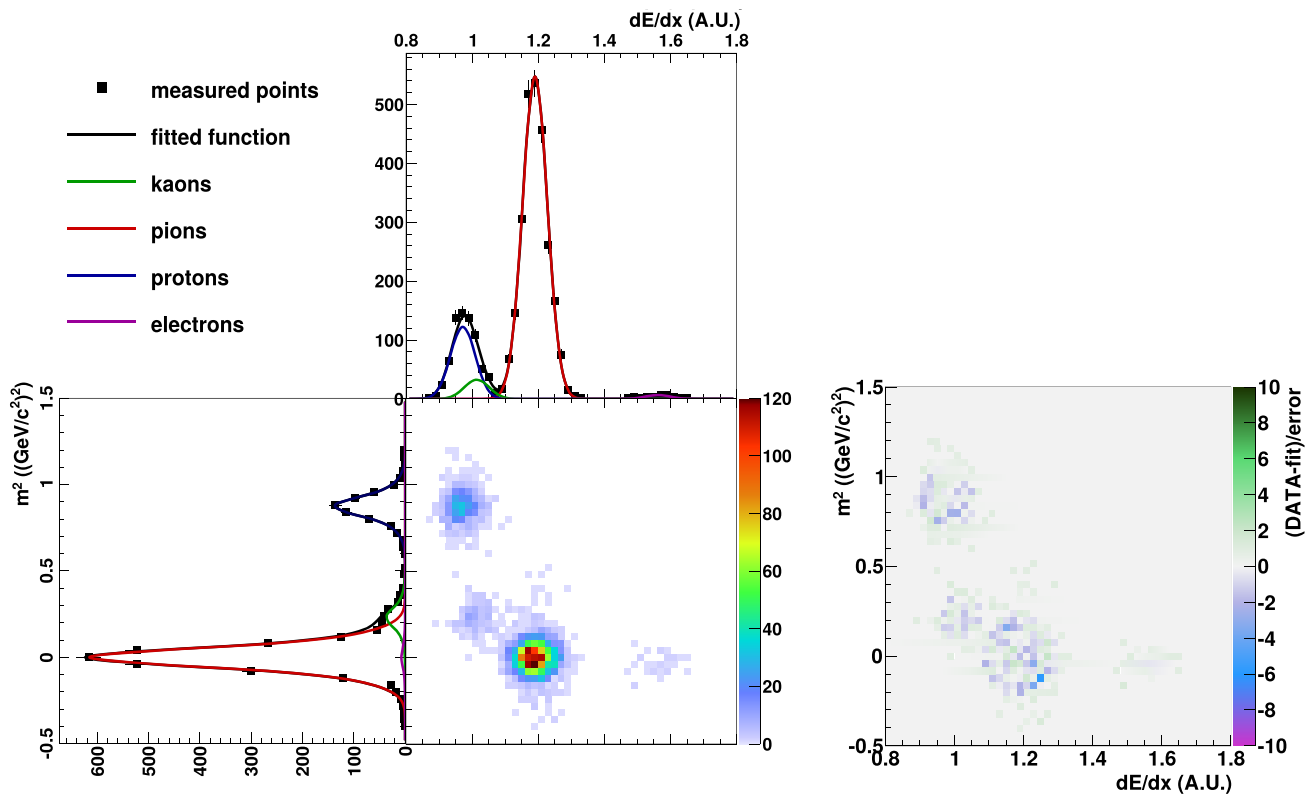 dE/dx (A.U.)
0.8 1 1.2 1.4 1.6 1.8
measured points
fitted function
kaons
pions
protons
electrons
500
400
300
200
100
0
m² ((GeV/c²)²)
1.5
1
0.5
0
-0.5
600 500 400 300 200 100 0
120
100
80
60
40
20
0
m² ((GeV/c²)²)
1.5
1
0.5
0
-0.5
0.8 1 1.2 1.4 1.6 1.8
dE/dx (A.U.)
10
8
6
4
2
0
-2
-4
-6
-8
-10
(DATA-fit)/error